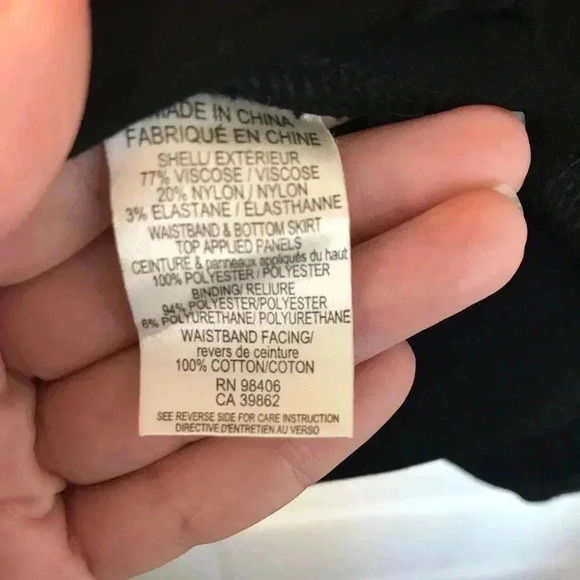 MADE IN CHINA
FABRIQUÉ EN CHINE
SHELL/ EXTÉRIEUR
77% VISCOSE / VISCOSE
20% NYLON / NYLON
3% ELASTANE / ÉLASTHANNE
WAISTBAND & BOTTOM SKIRT
TOP APPLIED PANELS
CEINTURE & panneaux appliqués du haut
100% POLYESTER / POLYESTER
BINDING/ RELIURE
94% POLYESTER/POLYESTER
6% POLYURETHANE/ POLYURETHANE
WAISTBAND FACING/
revers de ceinture
100% COTTON/COTON
RN 98406
CA 39862
SEE REVERSE SIDE FOR CARE INSTRUCTION
DIRECTIVE D'ENTRETIEN AU VERSO